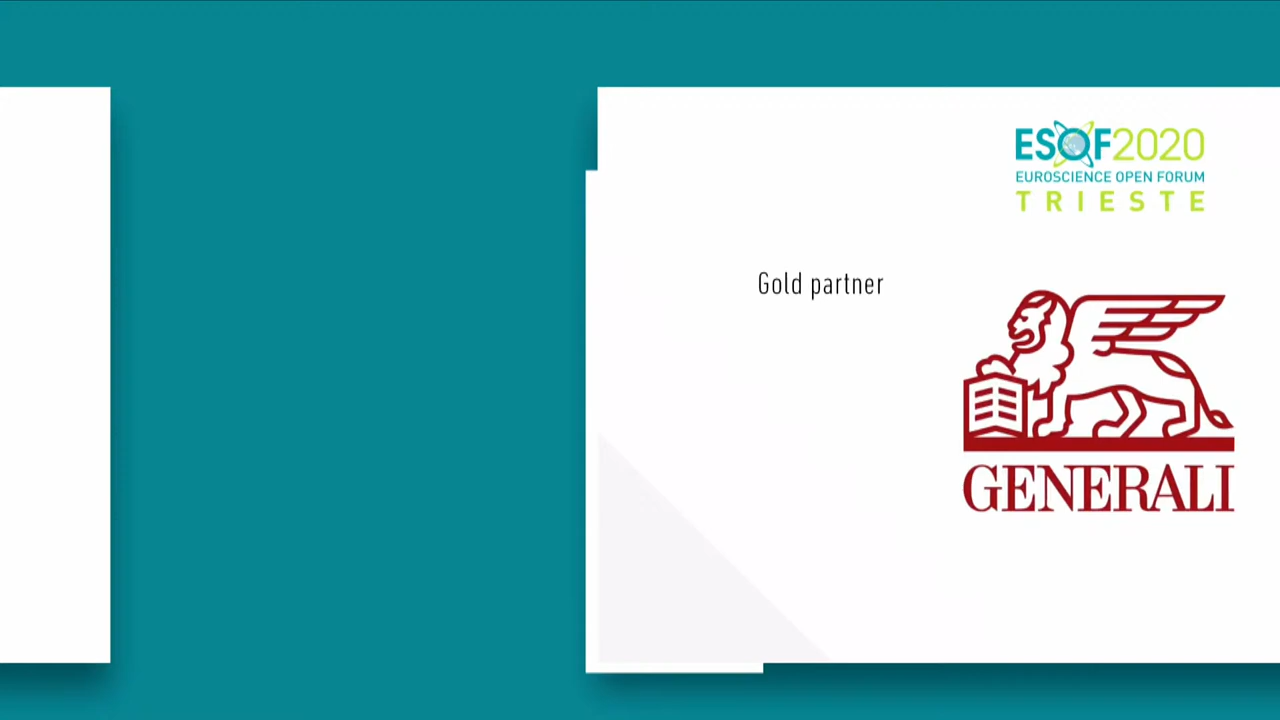 ESOF2020
EUROSCIENCE OPEN FORUM
TRIESTE
Gold partner
GENERALI